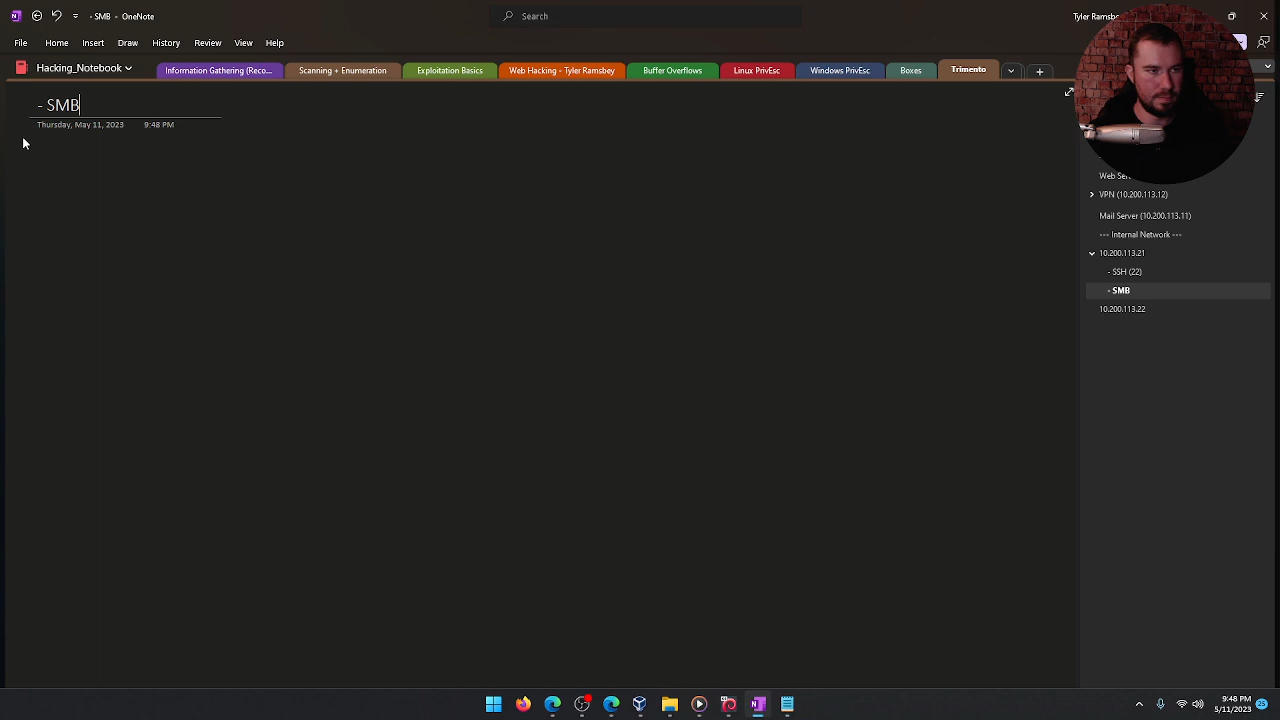 - SMB - OneNote
Search
Tyler
File
Home
Insert
Draw
History
Review
View
Help
Hacking_Notebook
Information Gathering (Reco...
Scanning + Enumeration
Exploitation Basics
Web Hacking - Tyler Ramsbey
Buffer Overflows
Linux PrivEsc
Windows PrivEsc
Boxes
Trimento
- SMB
Thursday, May 11, 2023 9:48 PM
Web
VPN (10.200.113.12)
Mail Server (10.200.113.11)
--- Internal Network ---
10.200.113.21
- SSH (22)
- SMB
10.200.113.22
9:48 PM
5/11/2023
25